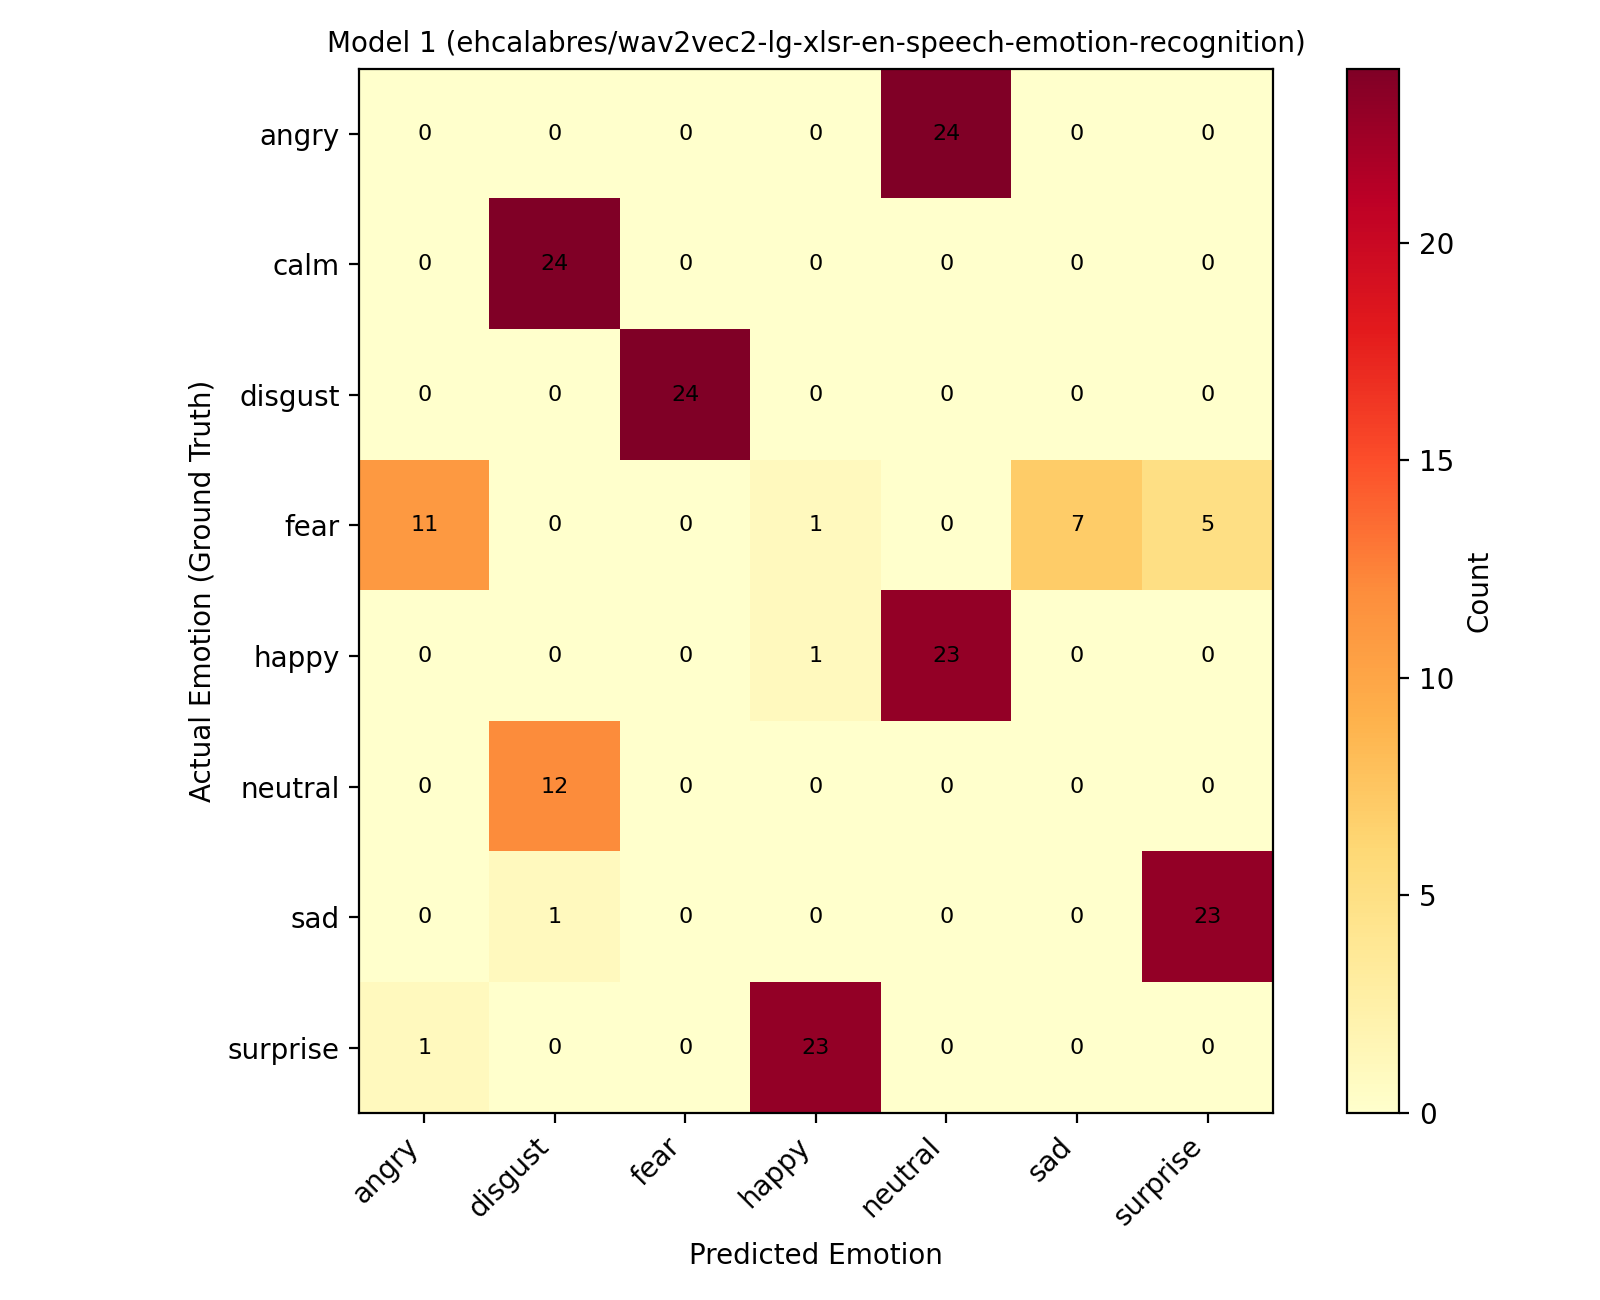 Model 1 (ehcalabres/wav2vec2-lg-xlsr-en-speech-emotion-recognition)
Actual Emotion (Ground Truth)
angry 0 0 0 0 24 0 0
calm 0 24 0 0 0 0 0
disgust 0 0 24 0 0 0 0
fear 11 0 0 1 0 7 5
happy 0 0 0 1 23 0 0
neutral 0 12 0 0 0 0 0
sad 0 1 0 0 0 0 23
surprise 1 0 0 23 0 0 0
angry disgust fear happy neutral sad surprise
Predicted Emotion
20
15
10
5
0
Count